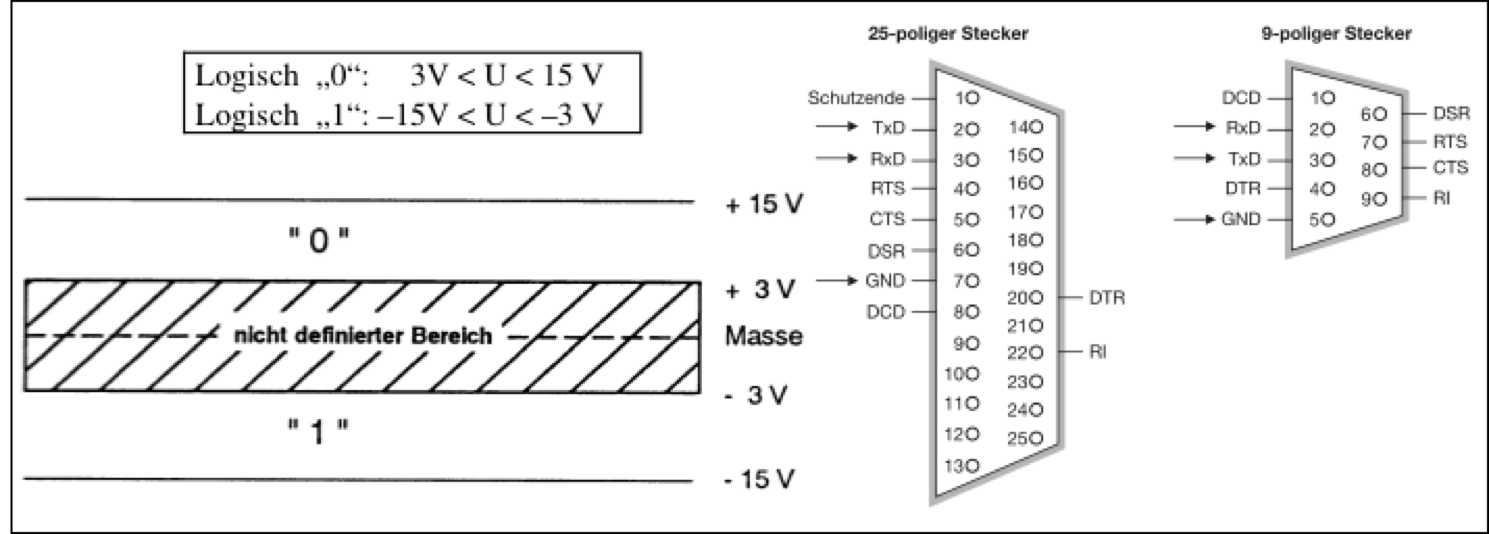 Logisch „0“: 3V < U < 15 V
Logisch „1“: –15V < U < –3 V
+ 15 V
" 0 "
+ 3 V
nicht definierter Bereich
Masse
- 3 V
" 1 "
- 15 V
25-poliger Stecker
Schutzende
TxD
RxD
RTS
CTS
DSR
GND
DCD
1
2
3
4
5
6
7
8
9
10
11
12
13
14
15
16
17
18
19
20
21
22
23
24
25
DTR
RI
9-poliger Stecker
DCD
RxD
TxD
DTR
GND
1
2
3
4
5
6
7
8
9
DSR
RTS
CTS
RI